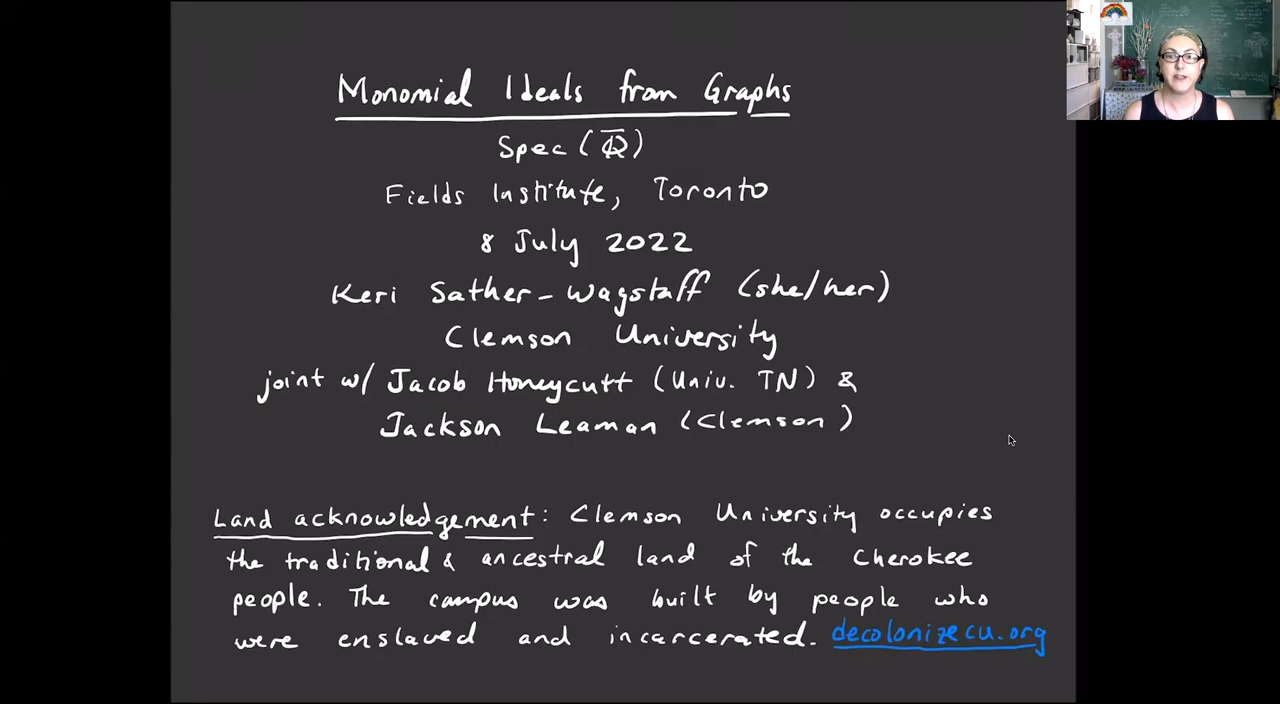 Monomial Ideals from Graphs
Spec(Q̅)
Fields Institute, Toronto
8 July 2022
Keri Sather-Wagstaff (she/her)
Clemson University
joint w/ Jacob Honeycutt (Univ. TN) &
Jackson Leaman (Clemson)
Land acknowledgement: Clemson University occupies
the traditional & ancestral land of the Cherokee
people. The campus was built by people who
were enslaved and incarcerated. decolonizecu.org